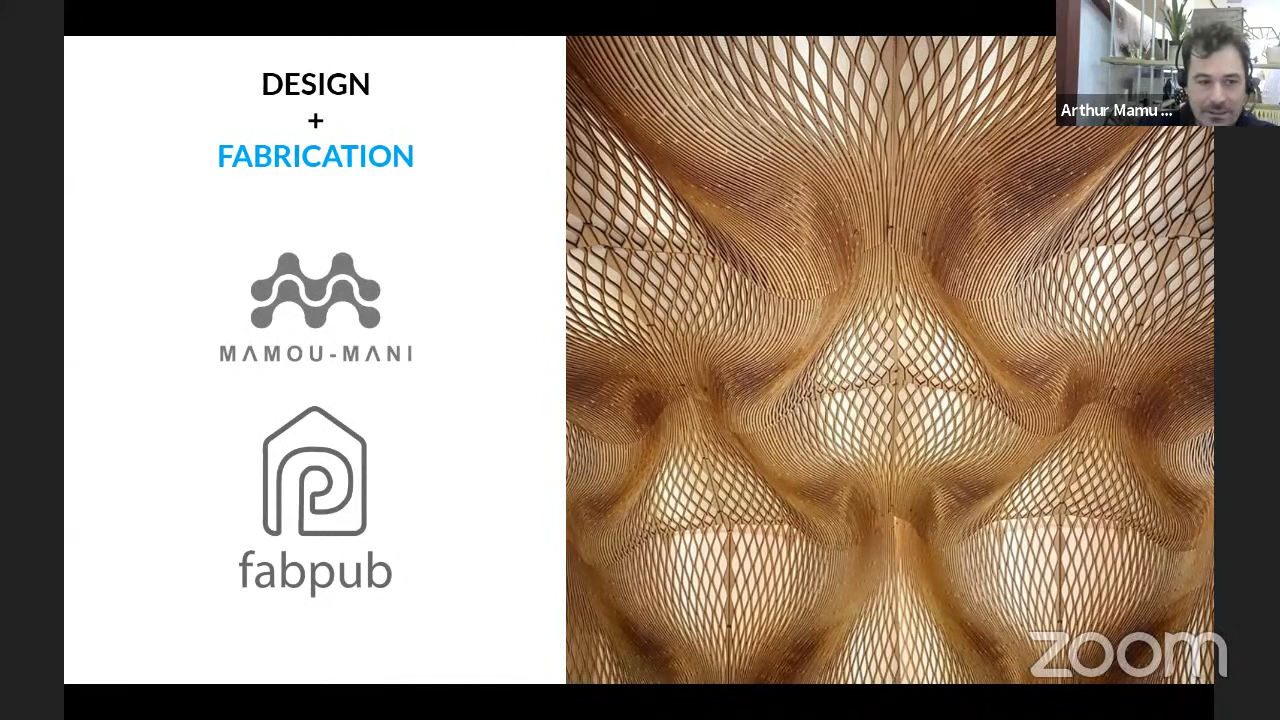 DESIGN
+
FABRICATION
MAMOU-MANI
fabpub
Arthur Mamu ...
zoom